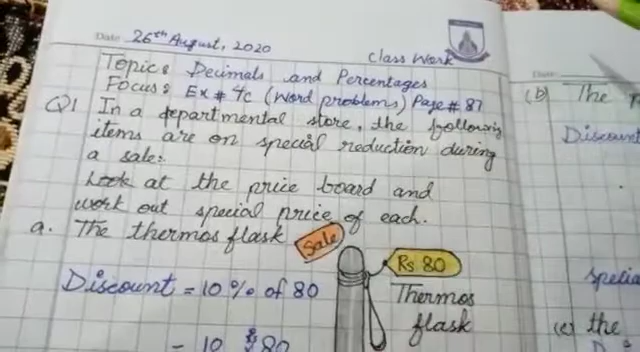 Date: 26th August, 2020
Class Work
Topic: Decimals and Percentages
Focus: Ex # 4c (Word problems) Page # 87
Q1 In a departmental store, the following
items are on special reduction during
a sale:
Look at the price board and
work out special price of each.
a. The thermos flask
Sale
Rs 80
Thermos
flask
Discount = 10% of 80
= 10
80
Date:
(b) The
Discount
(c) the